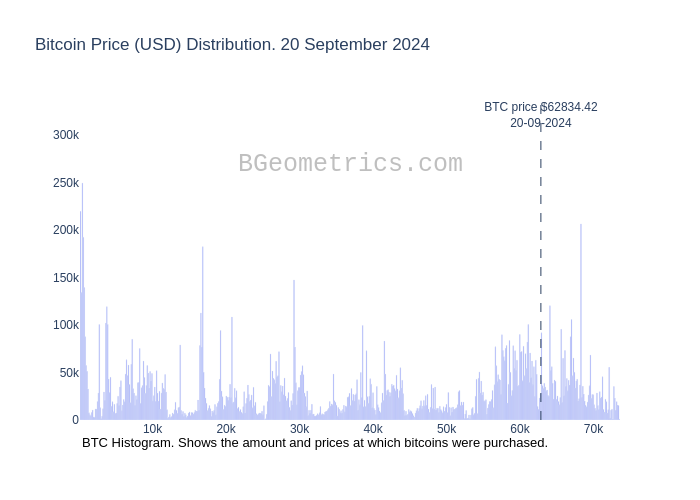 Bitcoin Price (USD) Distribution. 20 September 2024
BTC price $62834.42
20-09-2024
300k
BGeometrics.com
250k
200k
150k
100k
50k
0
10k 20k 30k 40k 50k 60k 70k
BTC Histogram. Shows the amount and prices at which bitcoins were purchased.